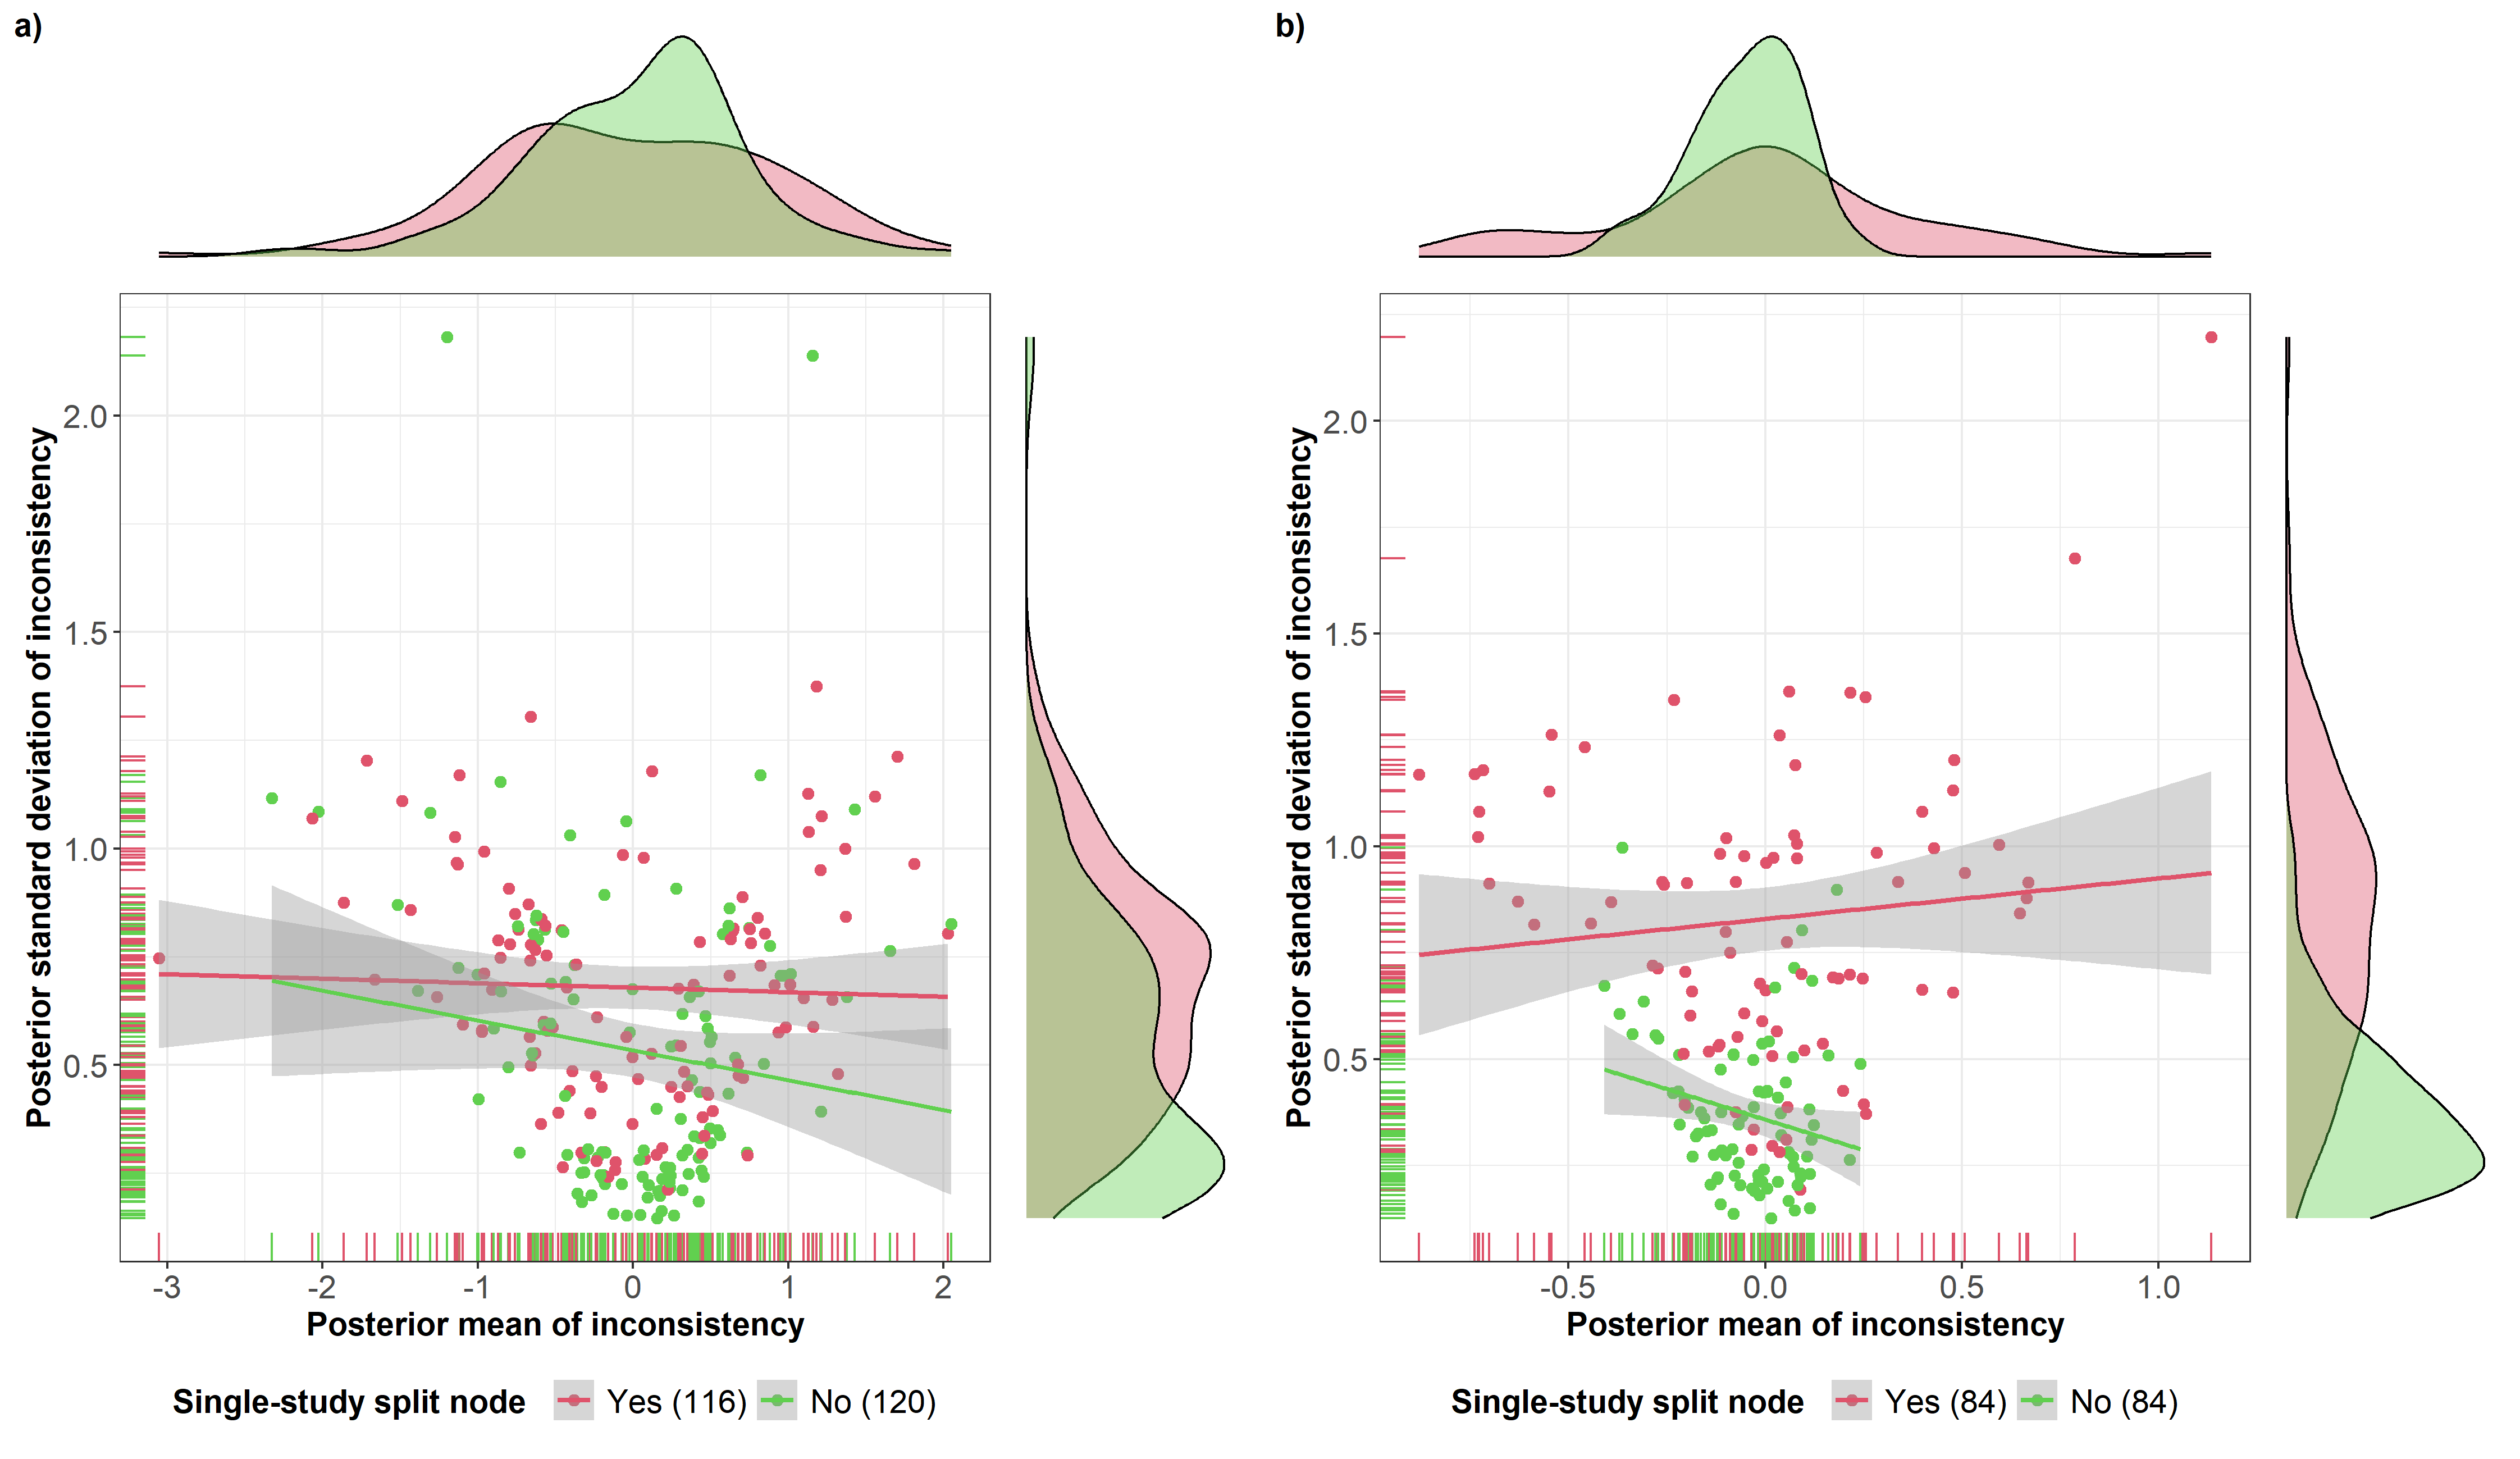 a)
Posterior standard deviation of inconsistency
2.0
1.5
1.0
0.5
-3 -2 -1 0 1 2
Posterior mean of inconsistency
Single-study split node Yes (116) No (120)
b)
Posterior standard deviation of inconsistency
2.0
1.5
1.0
0.5
-0.5 0.0 0.5 1.0
Posterior mean of inconsistency
Single-study split node Yes (84) No (84)